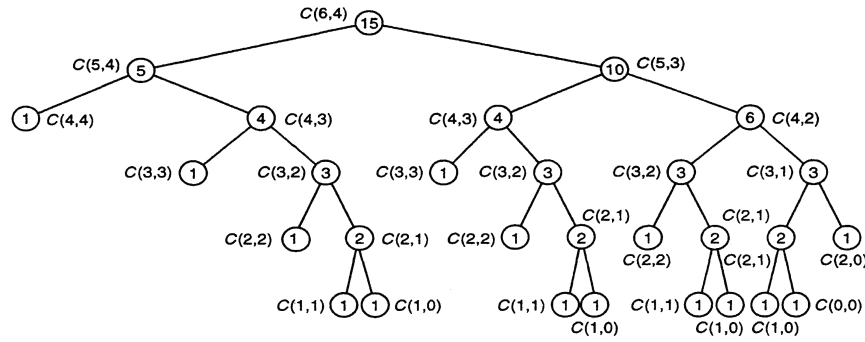 C(6,4) 15
C(5,4) 5 10 C(5,3)
1 C(4,4) 4 C(4,3) C(4,3) 4 6 C(4,2)
C(3,3) 1 C(3,2) 3 C(3,3) 1 C(3,2) 3 C(3,2) 3 C(3,1) 3
C(2,1) C(2,1)
C(2,2) 1 2 C(2,1) C(2,2) 1 2 1 2 2 1
C(2,2) C(2,1) C(2,0)
C(1,1) 1 1 C(1,0) C(1,1) 1 1 C(1,1) 1 1 1 1 C(0,0)
C(1,0) C(1,0) C(1,0)